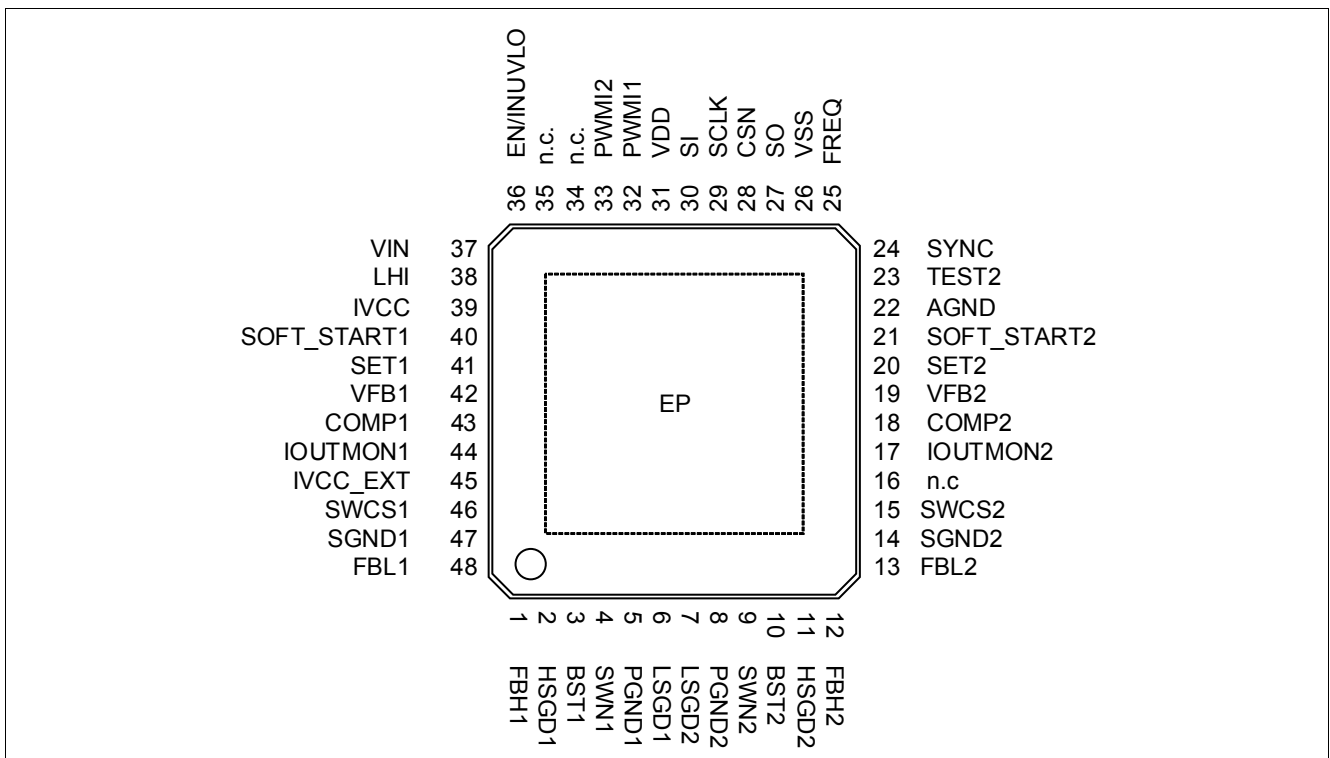 EN/INUVLO
n.c.
n.c.
PWMI2
PWMI1
VDD
SI
SCLK
CSN
SO
VSS
FREQ
36
35
34
33
32
31
30
29
28
27
26
25
VIN 37
LHI 38
IVCC 39
SOFT_START1 40
SET1 41
VFB1 42
COMP1 43
IOUTMON1 44
IVCC_EXT 45
SWCS1 46
SGND1 47
FBL1 48
EP
24 SYNC
23 TEST2
22 AGND
21 SOFT_START2
20 SET2
19 VFB2
18 COMP2
17 IOUTMON2
16 n.c
15 SWCS2
14 SGND2
13 FBL2
1
2
3
4
5
6
7
8
9
10
11
12
FBH1
HSGD1
BST1
SWN1
PGND1
LSGD1
LSGD2
PGND2
SWN2
BST2
HSGD2
FBH2